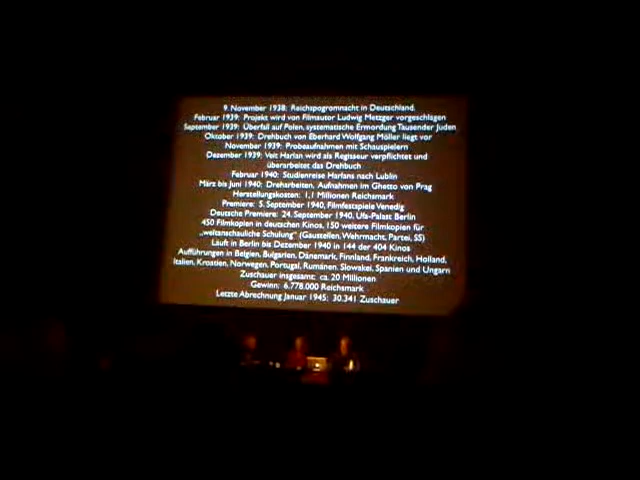 9. November 1938: Reichspogromnacht in Deutschland.
Februar 1939: Projekt wird von Filmautor Ludwig Metzger vorgeschlagen
September 1939: Überfall auf Polen, systematische Ermordung Tausender Juden
Oktober 1939: Drehbuch von Eberhard Wolfgang Möller liegt vor
November 1939: Probeaufnahmen mit Schauspielern
Dezember 1939: Veit Harlan wird als Regisseur verpflichtet und
überarbeitet das Drehbuch
Februar 1940: Studienreise Harlans nach Lublin
März bis Juni 1940: Dreharbeiten, Aufnahmen im Ghetto von Prag
Herstellungskosten: 1,1 Millionen Reichsmark
Premiere: 5. September 1940, Filmfestspiele Venedig
Deutsche Premiere: 24. September 1940, Ufa-Palast Berlin
450 Filmkopien in deutschen Kinos, 150 weitere Filmkopien für
„weltanschauliche Schulung“ (Gaustellen, Wehrmacht, Partei, SS)
Läuft in Berlin bis Dezember 1940 in 144 der 404 Kinos
Aufführungen in Belgien, Bulgarien, Dänemark, Finnland, Frankreich, Holland,
Italien, Kroatien, Norwegen, Portugal, Rumänen, Slowakei, Spanien und Ungarn
Zuschauer insgesamt: ca. 20 Millionen
Gewinn: 6.778.000 Reichsmark
Letzte Abrechnung Januar 1945: 30.341 Zuschauer